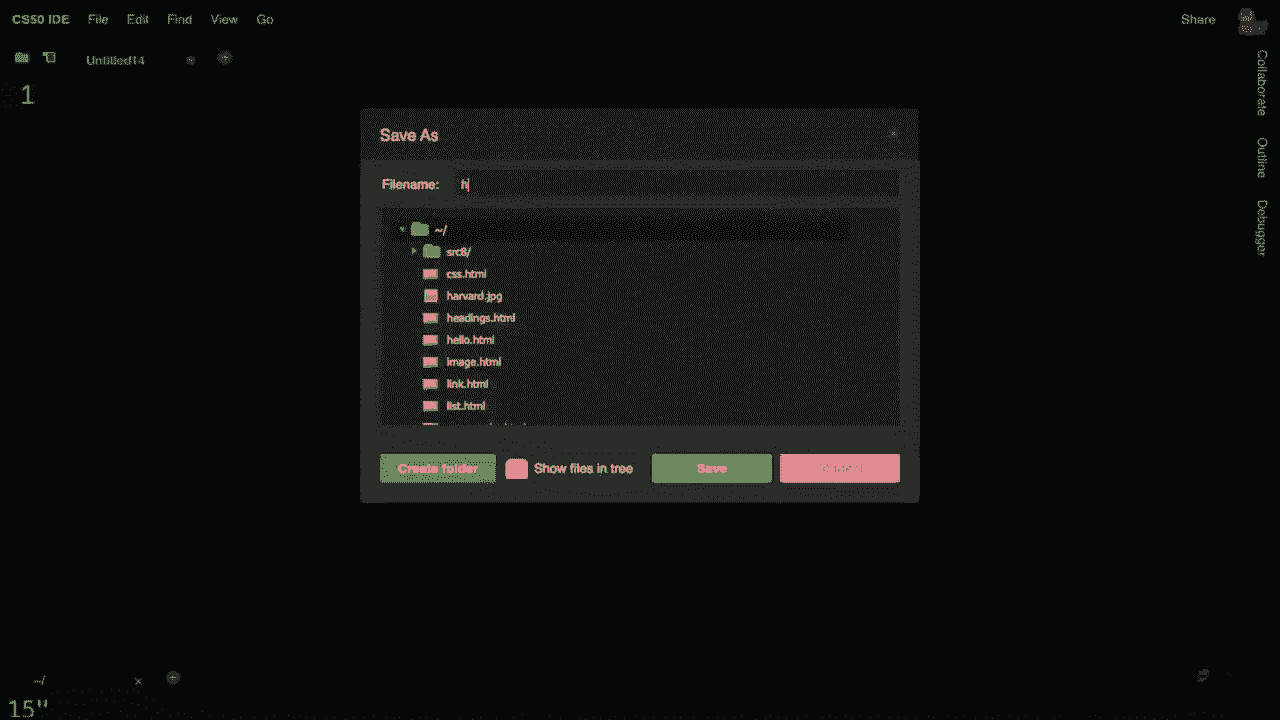 CS50 IDE File Edit Find View Go Share
Untitled14
1
Collaborate
Outline
Debugger
Save As
Filename: h
~/
src8/
css.html
harvard.jpg
headings.html
hello.html
image.html
link.html
list.html
Create folder Show files in tree Save
~/
15"